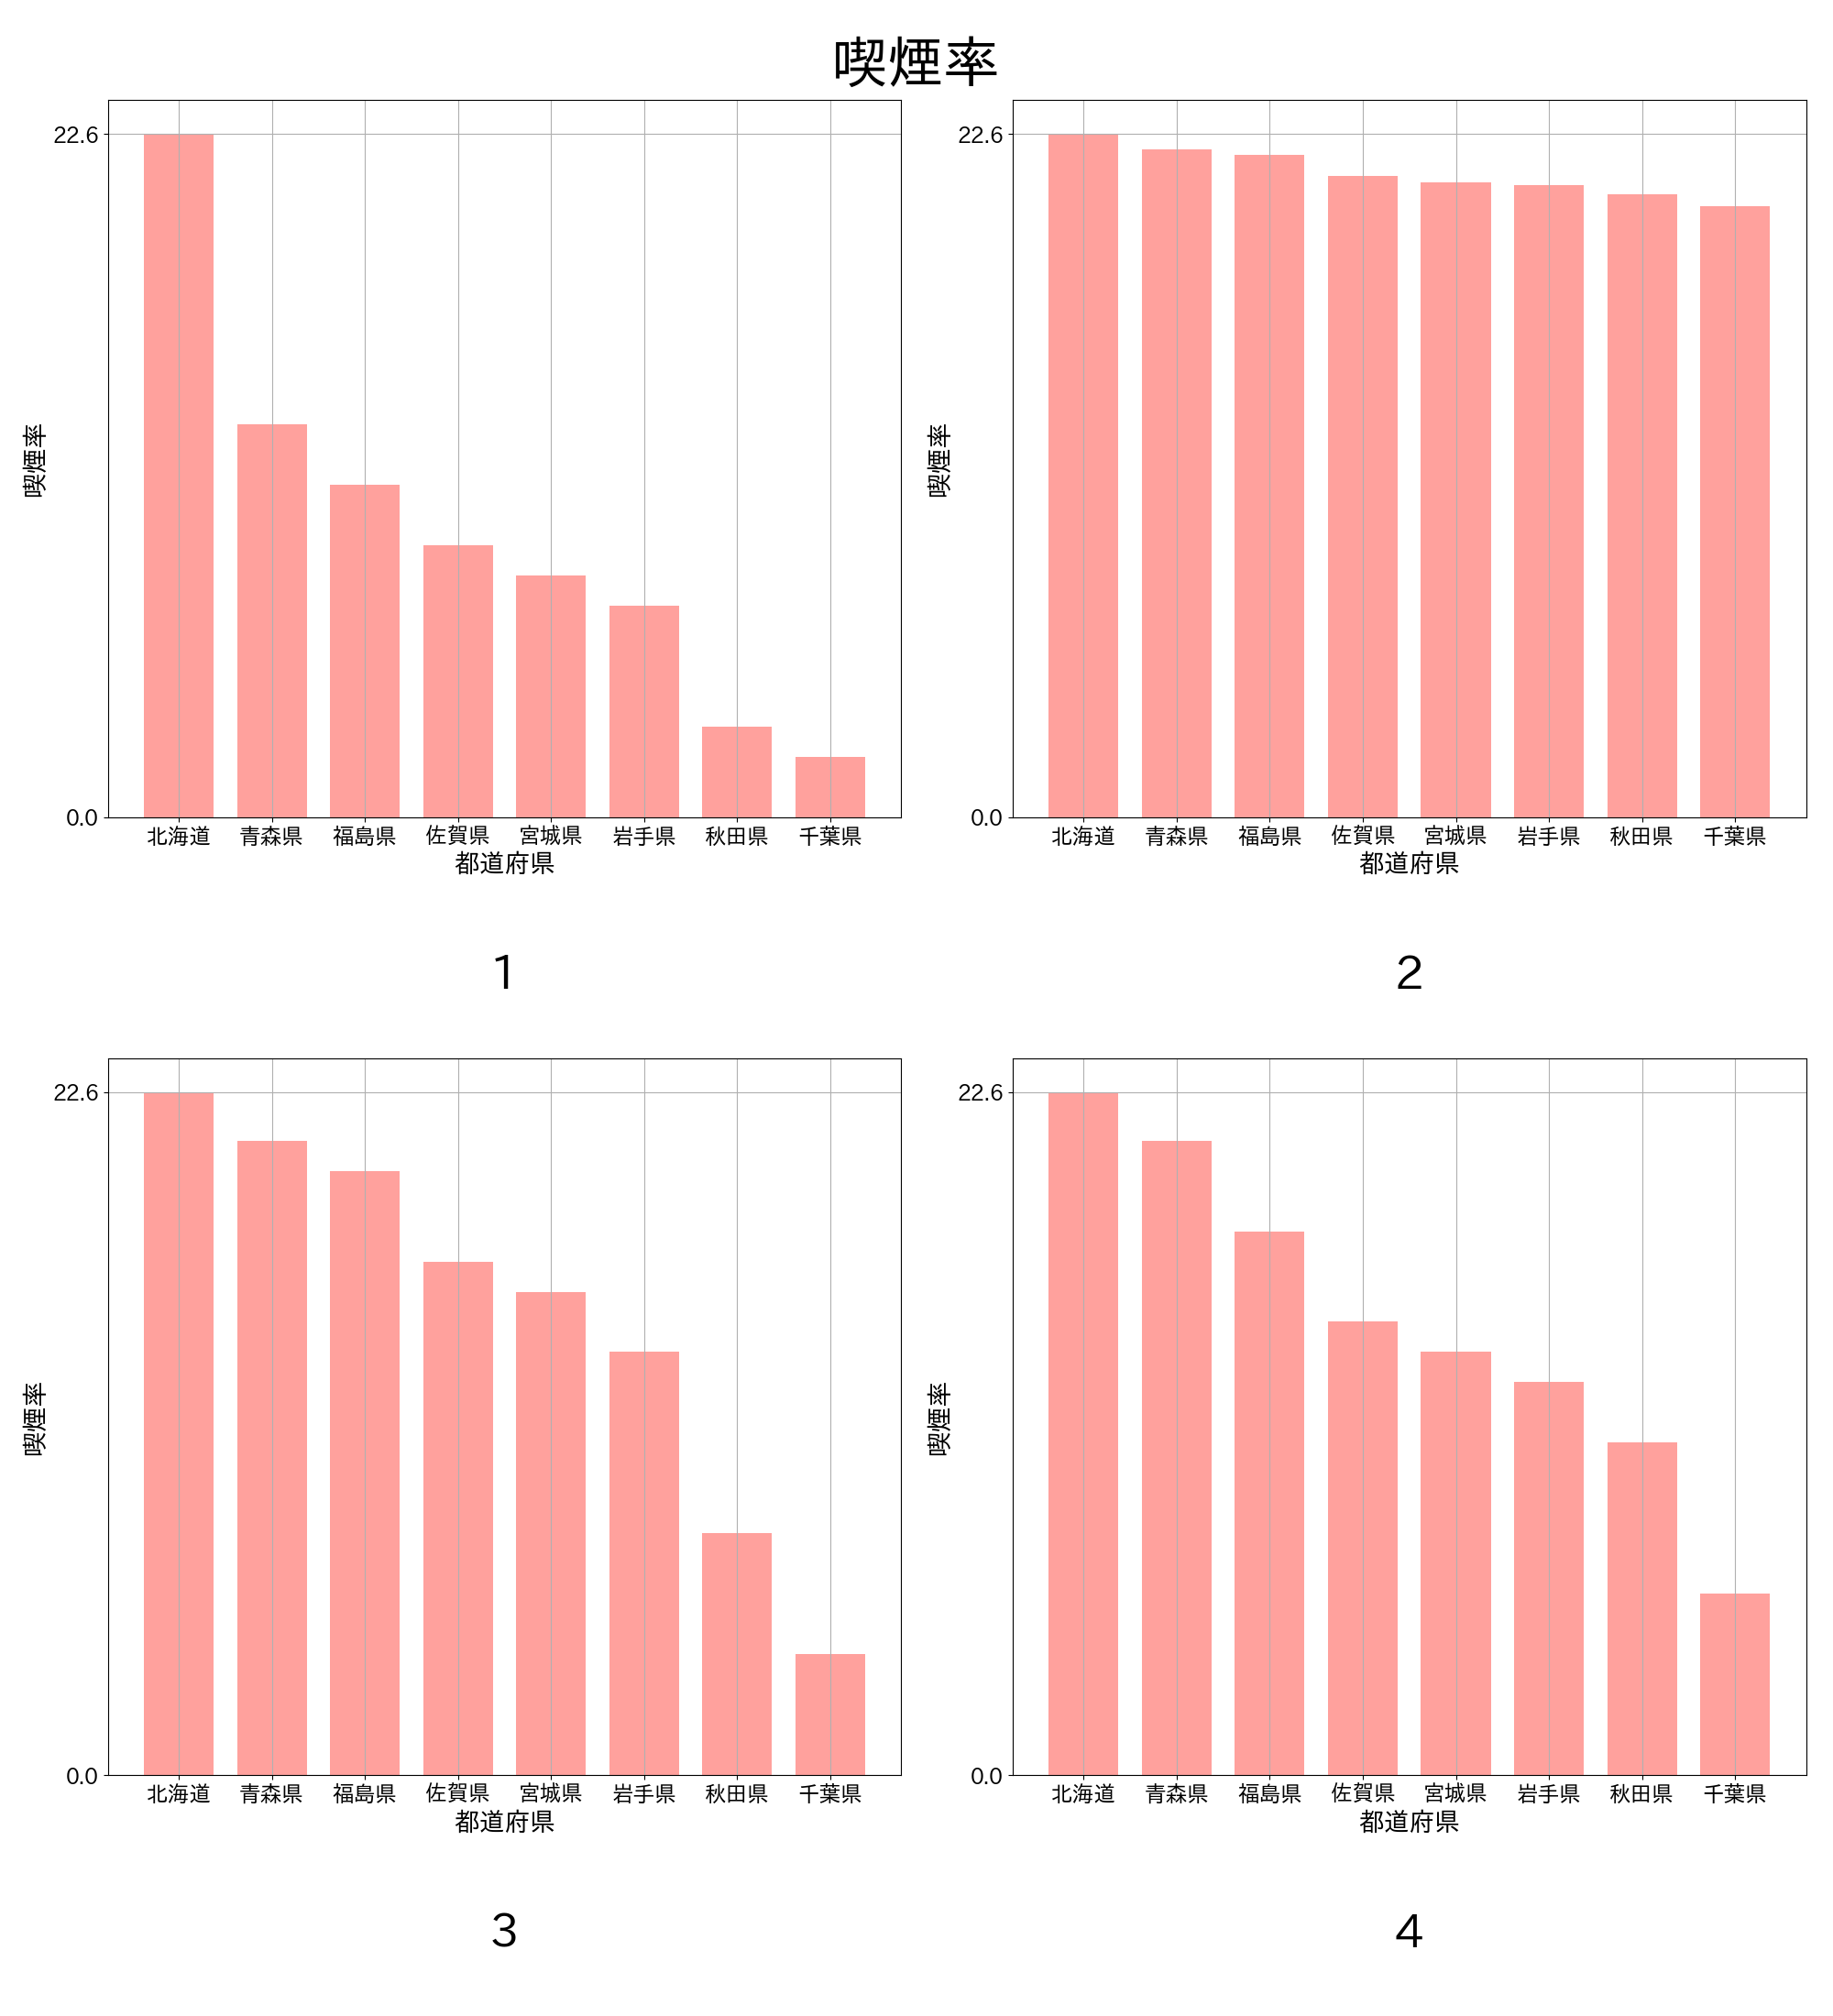 喫煙率
22.6
0.0
喫煙率
北海道 青森県 福島県 佐賀県 宮城県 岩手県 秋田県 千葉県
都道府県
1
22.6
0.0
喫煙率
北海道 青森県 福島県 佐賀県 宮城県 岩手県 秋田県 千葉県
都道府県
2
22.6
0.0
喫煙率
北海道 青森県 福島県 佐賀県 宮城県 岩手県 秋田県 千葉県
都道府県
3
22.6
0.0
喫煙率
北海道 青森県 福島県 佐賀県 宮城県 岩手県 秋田県 千葉県
都道府県
4